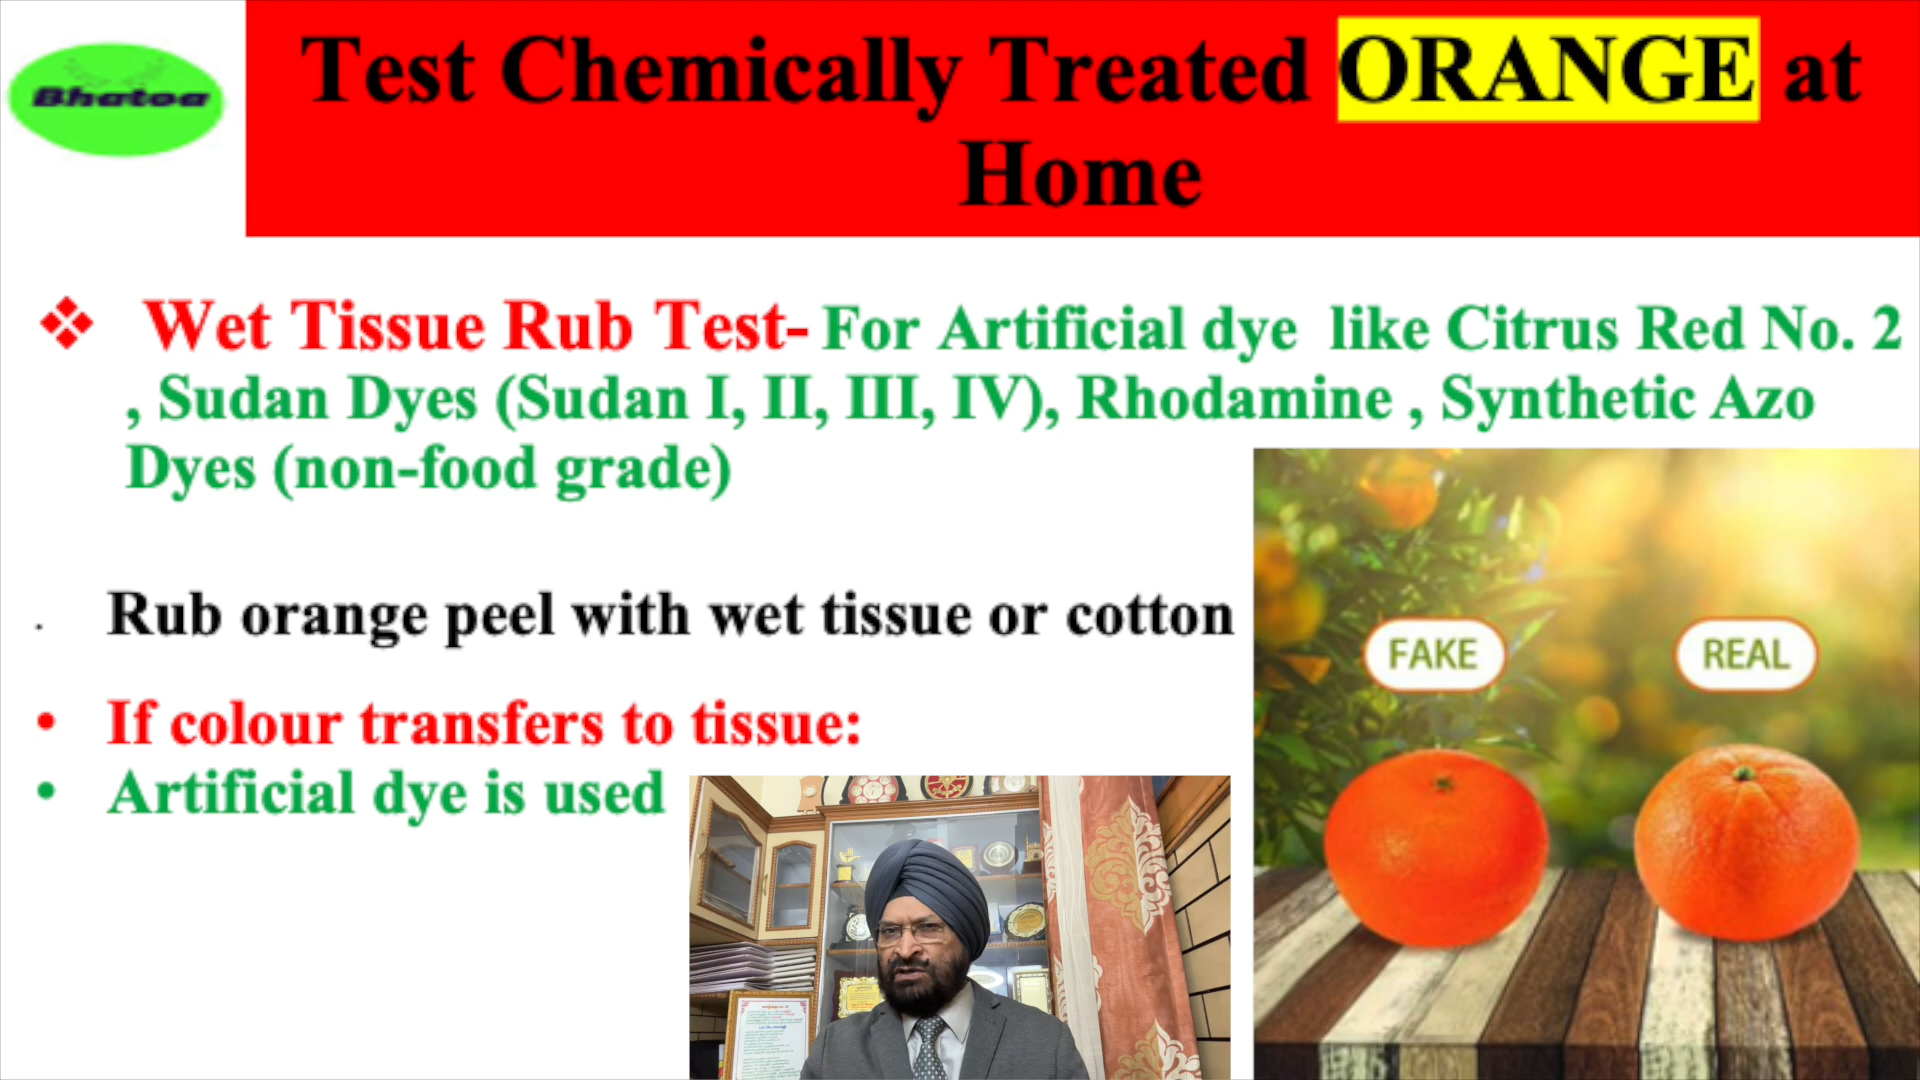 Bhatoa
Test Chemically Treated ORANGE at
Home
❖ Wet Tissue Rub Test- For Artificial dye like Citrus Red No. 2
, Sudan Dyes (Sudan I, II, III, IV), Rhodamine , Synthetic Azo
Dyes (non-food grade)
· Rub orange peel with wet tissue or cotton
• If colour transfers to tissue:
• Artificial dye is used
FAKE
REAL